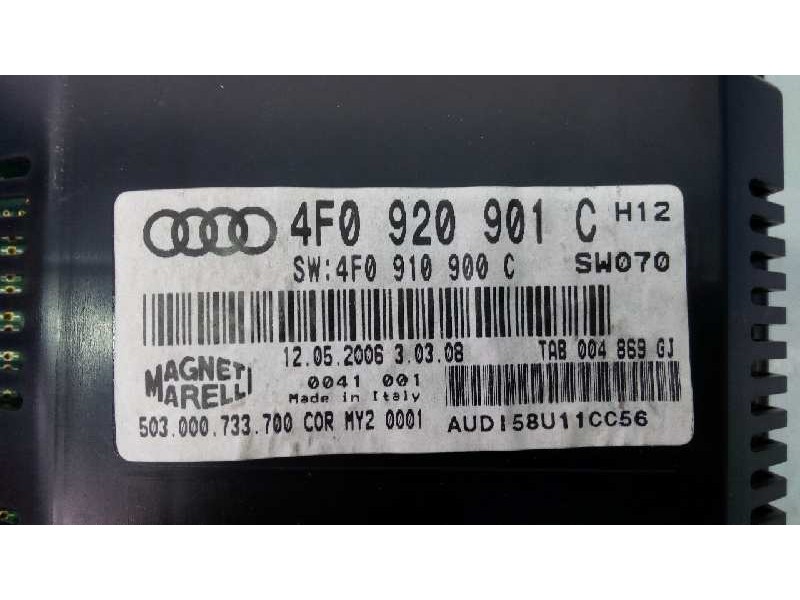 4F0 920 901 C H12
SW:4F0 910 900 C SW070
12.05.2006 3.03.08 TAB 004 869 GJ
MAGNETI MARELLI
0041 001
Made in Italy
503.000.733.700 COR MY2 0001 AUDI58U11CC56